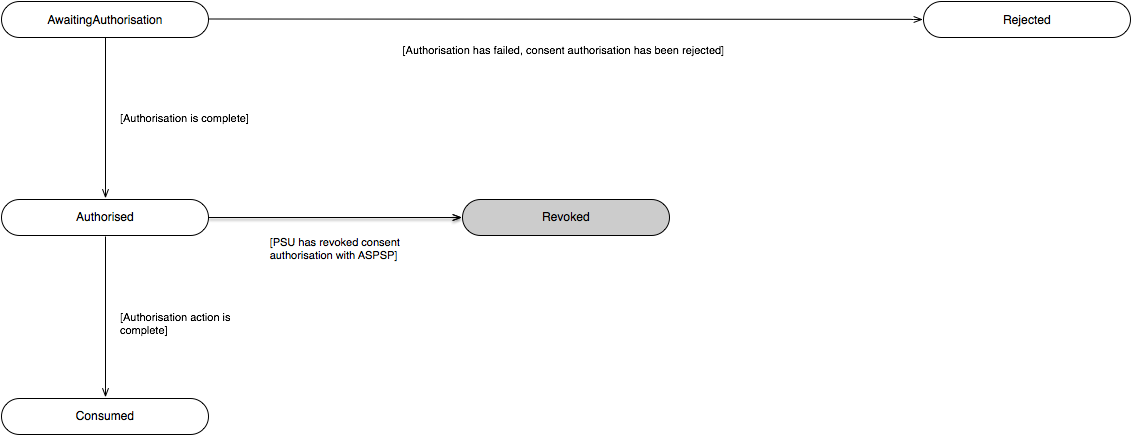 AwaitingAuthorisation
Rejected
[Authorisation has failed, consent authorisation has been rejected]
[Authorisation is complete]
Authorised
Revoked
[PSU has revoked consent
authorisation with ASPSP]
[Authorisation action is
complete]
Consumed